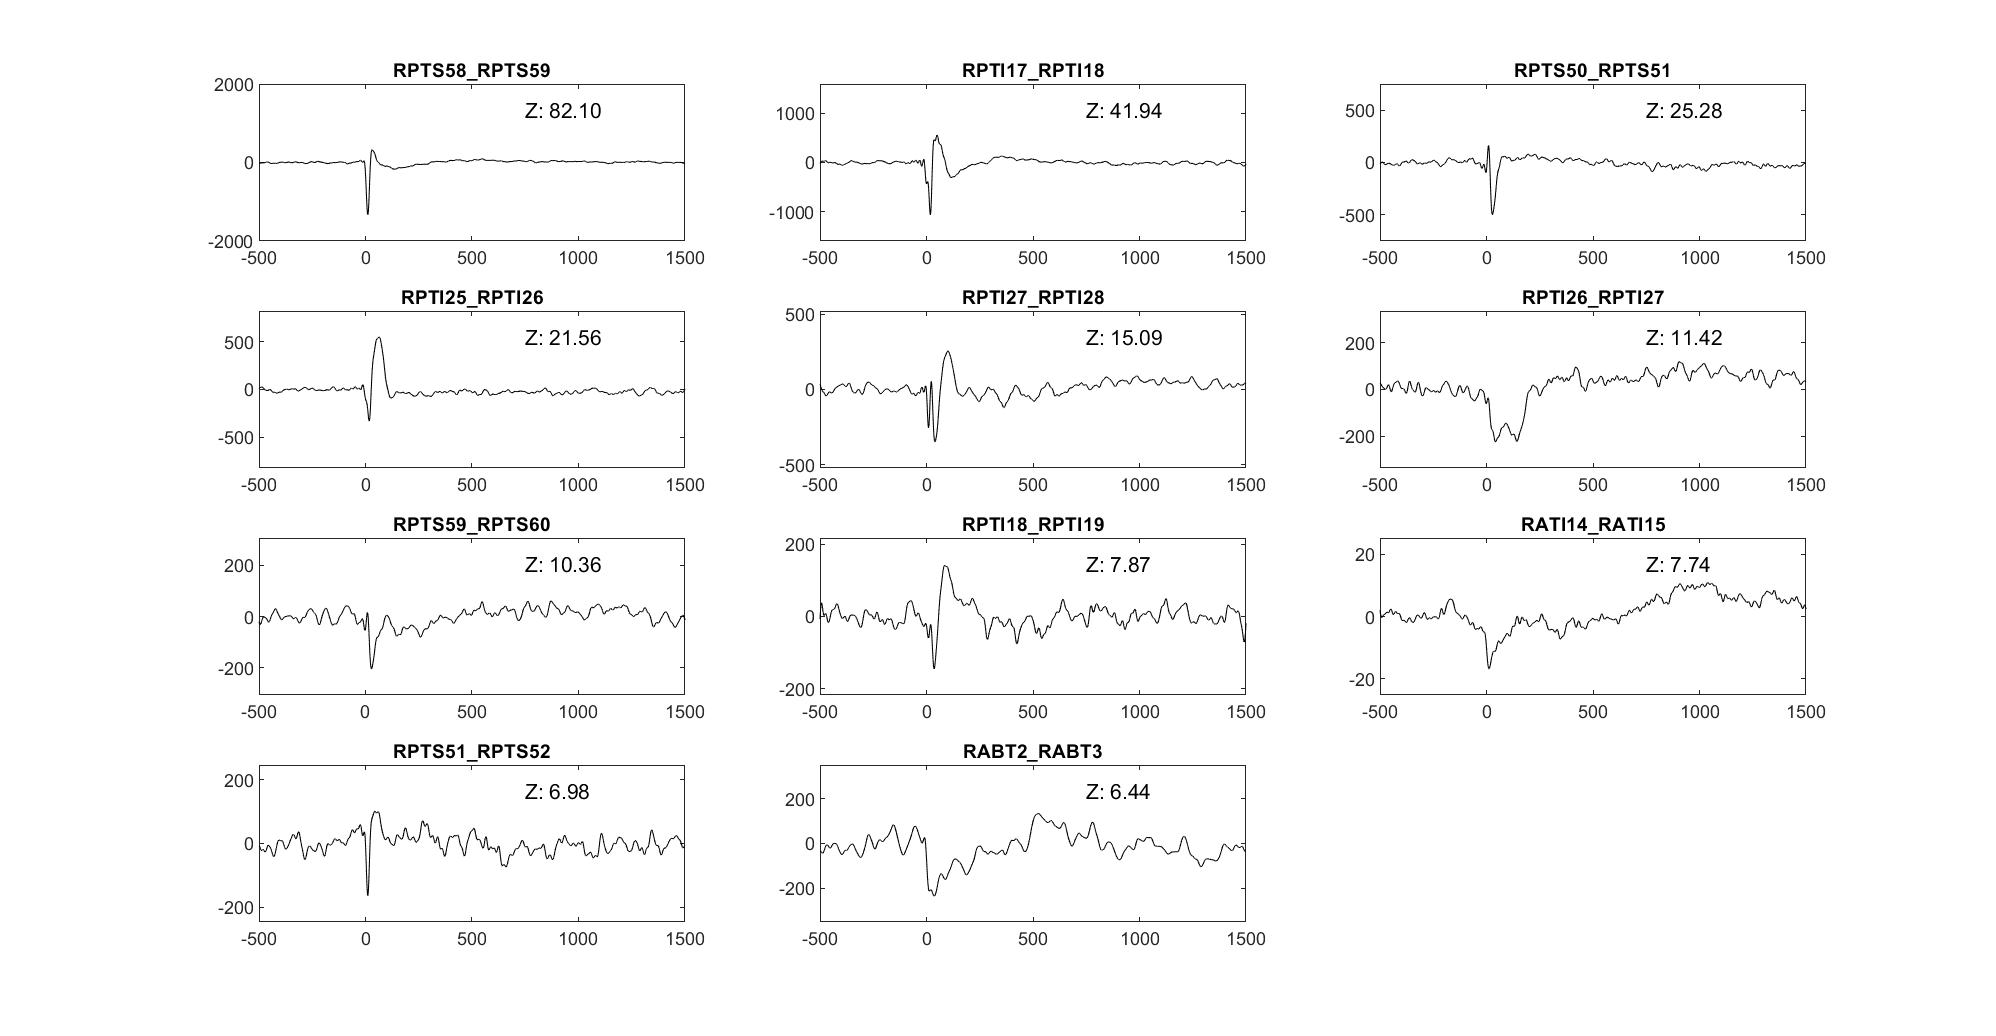 RPTS58_RPTS59
2000
0
-2000
Z: 82.10
-500 0 500 1000 1500
RPTI17_RPTI18
1000
0
-1000
Z: 41.94
-500 0 500 1000 1500
RPTS50_RPTS51
500
0
-500
Z: 25.28
-500 0 500 1000 1500
RPTI25_RPTI26
500
0
-500
Z: 21.56
-500 0 500 1000 1500
RPTI27_RPTI28
500
0
-500
Z: 15.09
-500 0 500 1000 1500
RPTI26_RPTI27
200
0
-200
Z: 11.42
-500 0 500 1000 1500
RPTS59_RPTS60
200
0
-200
Z: 10.36
-500 0 500 1000 1500
RPTI18_RPTI19
200
0
-200
Z: 7.87
-500 0 500 1000 1500
RATI14_RATI15
20
0
-20
Z: 7.74
-500 0 500 1000 1500
RPTS51_RPTS52
200
0
-200
Z: 6.98
-500 0 500 1000 1500
RABT2_RABT3
200
0
-200
Z: 6.44
-500 0 500 1000 1500